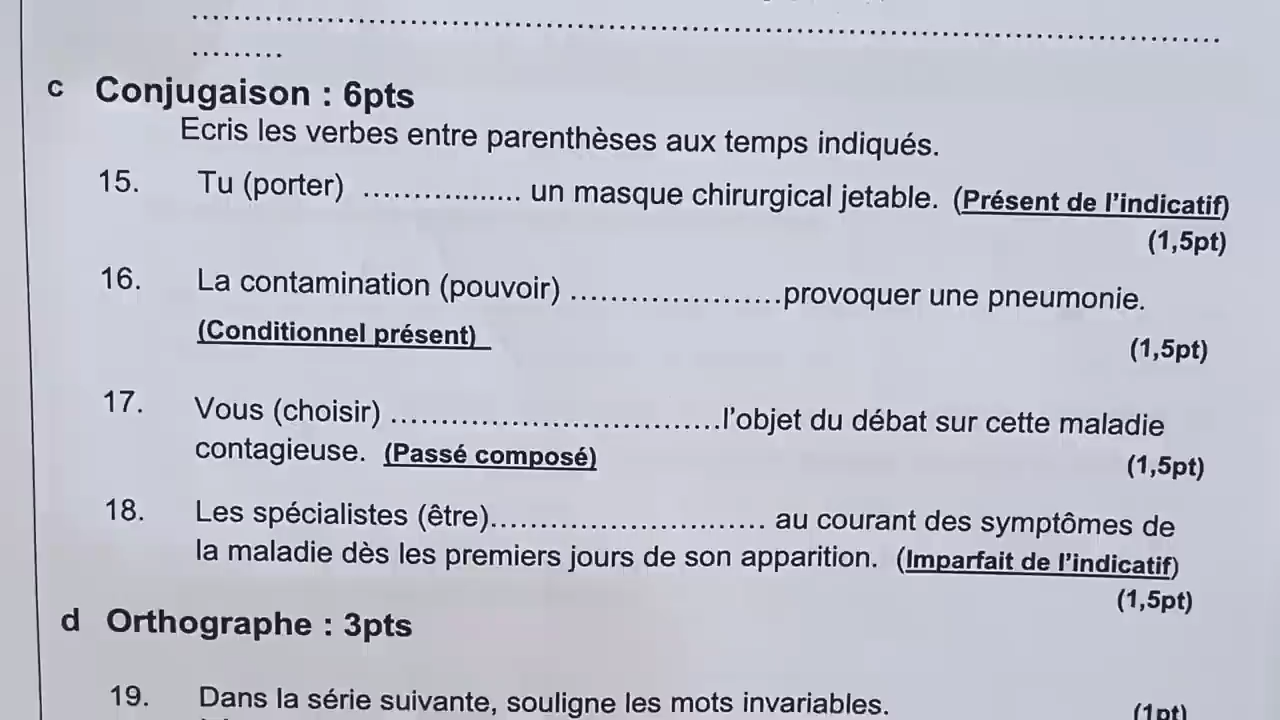 ................................................................................
.........
c Conjugaison : 6pts
Ecris les verbes entre parenthèses aux temps indiqués.
15. Tu (porter) ................ un masque chirurgical jetable. (Présent de l'indicatif)
(1,5pt)
16. La contamination (pouvoir) .....................provoquer une pneumonie.
(Conditionnel présent)
(1,5pt)
17. Vous (choisir) .................................l'objet du débat sur cette maladie
contagieuse. (Passé composé) (1,5pt)
18. Les spécialistes (être)........................... au courant des symptômes de
la maladie dès les premiers jours de son apparition. (Imparfait de l'indicatif)
(1,5pt)
d Orthographe : 3pts
19. Dans la série suivante, souligne les mots invariables. (1pt)